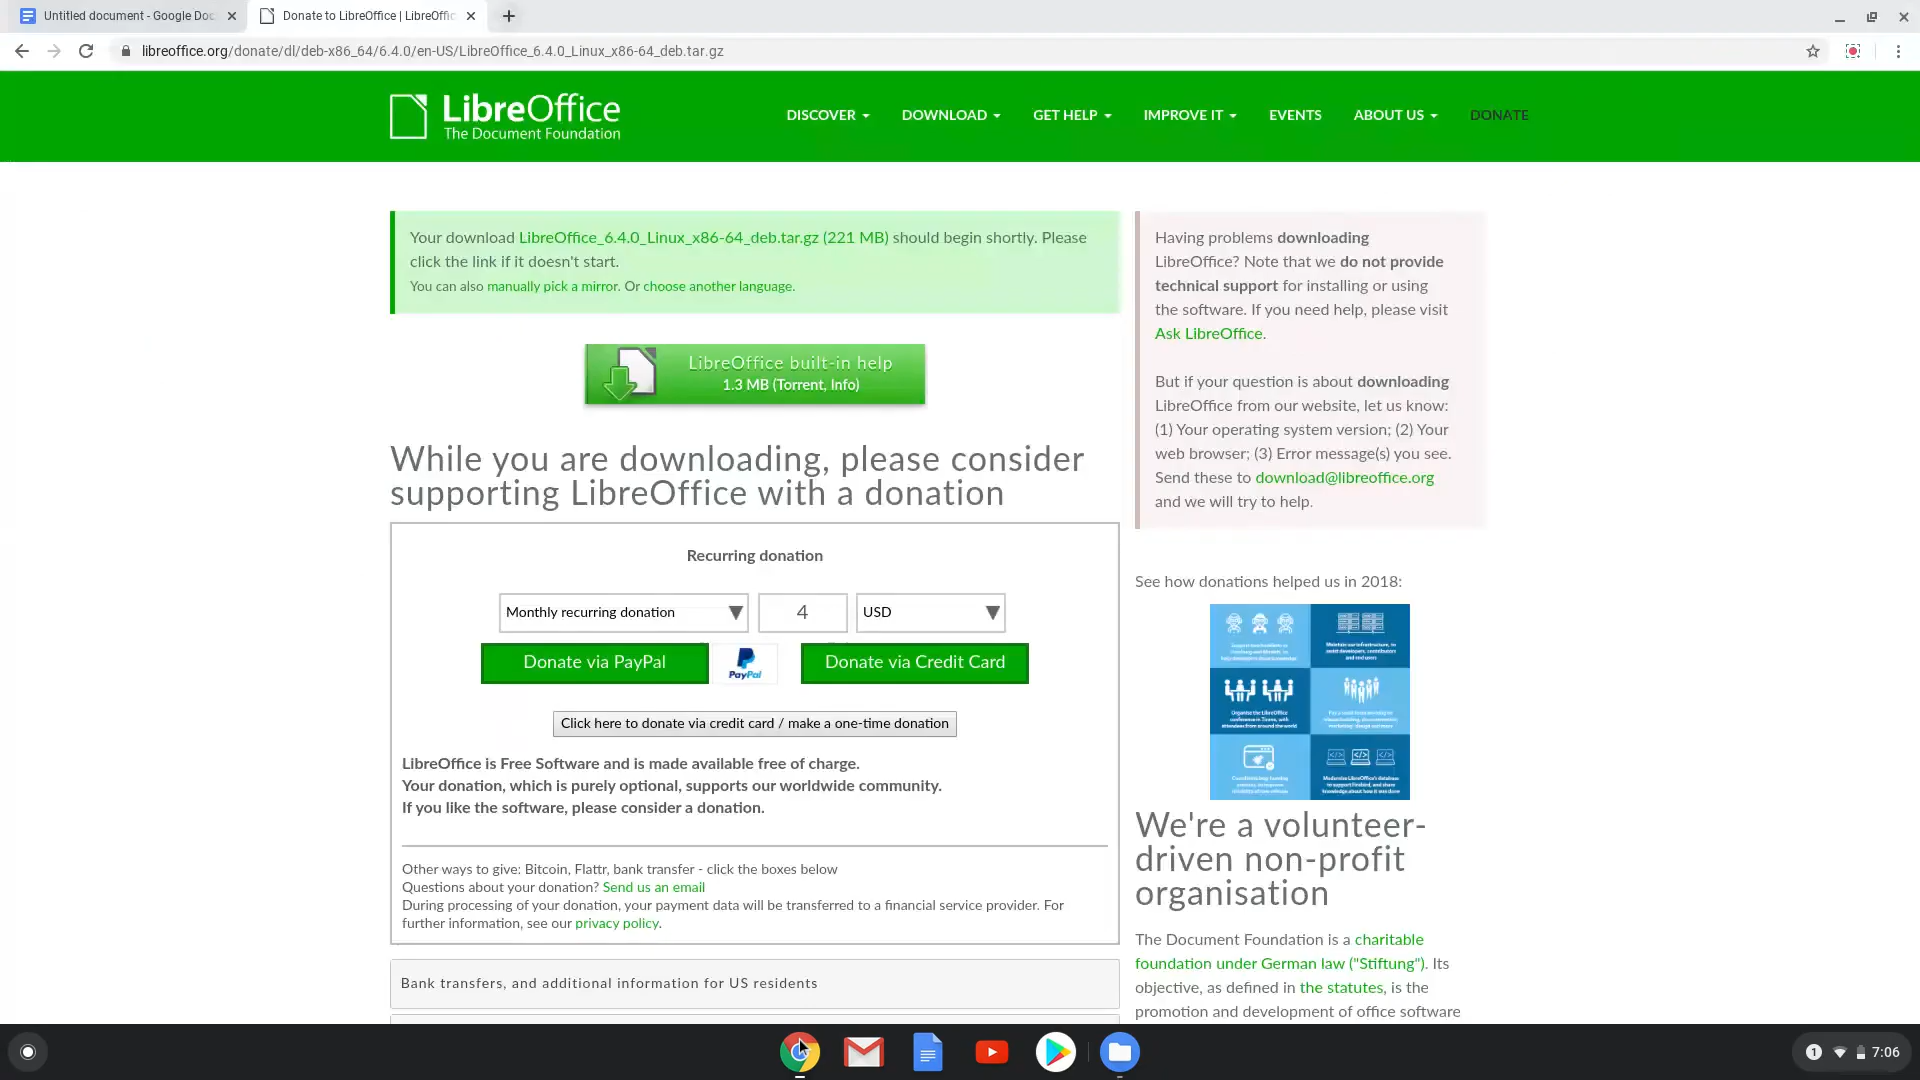 Untitled document - Google Doc
Donate to LibreOffice | LibreOffic
libreoffice.org/donate/dl/deb-x86_64/6.4.0/en-US/LibreOffice_6.4.0_Linux_x86-64_deb.tar.gz
LibreOffice
The Document Foundation
DISCOVER
DOWNLOAD
GET HELP
IMPROVE IT
EVENTS
ABOUT US
DONATE
Your download LibreOffice_6.4.0_Linux_x86-64_deb.tar.gz (221 MB) should begin shortly. Please
click the link if it doesn't start.
You can also manually pick a mirror. Or choose another language.
LibreOffice built-in help
1.3 MB (Torrent, Info)
While you are downloading, please consider
supporting LibreOffice with a donation
Recurring donation
Monthly recurring donation
4
USD
Donate via PayPal
PayPal
Donate via Credit Card
Click here to donate via credit card / make a one-time donation
LibreOffice is Free Software and is made available free of charge.
Your donation, which is purely optional, supports our worldwide community.
If you like the software, please consider a donation.
Other ways to give: Bitcoin, Flattr, bank transfer - click the boxes below
Questions about your donation? Send us an email
During processing of your donation, your payment data will be transferred to a financial service provider. For
further information, see our privacy policy.
Bank transfers, and additional information for US residents
Having problems downloading
LibreOffice? Note that we do not provide
technical support for installing or using
the software. If you need help, please visit
Ask LibreOffice.
But if your question is about downloading
LibreOffice from our website, let us know:
(1) Your operating system version; (2) Your
web browser; (3) Error message(s) you see.
Send these to download@libreoffice.org
and we will try to help.
See how donations helped us in 2018:
We're a volunteer-
driven non-profit
organisation
The Document Foundation is a charitable
foundation under German law ("Stiftung"). Its
objective, as defined in the statutes, is the
promotion and development of office software
1
7:06